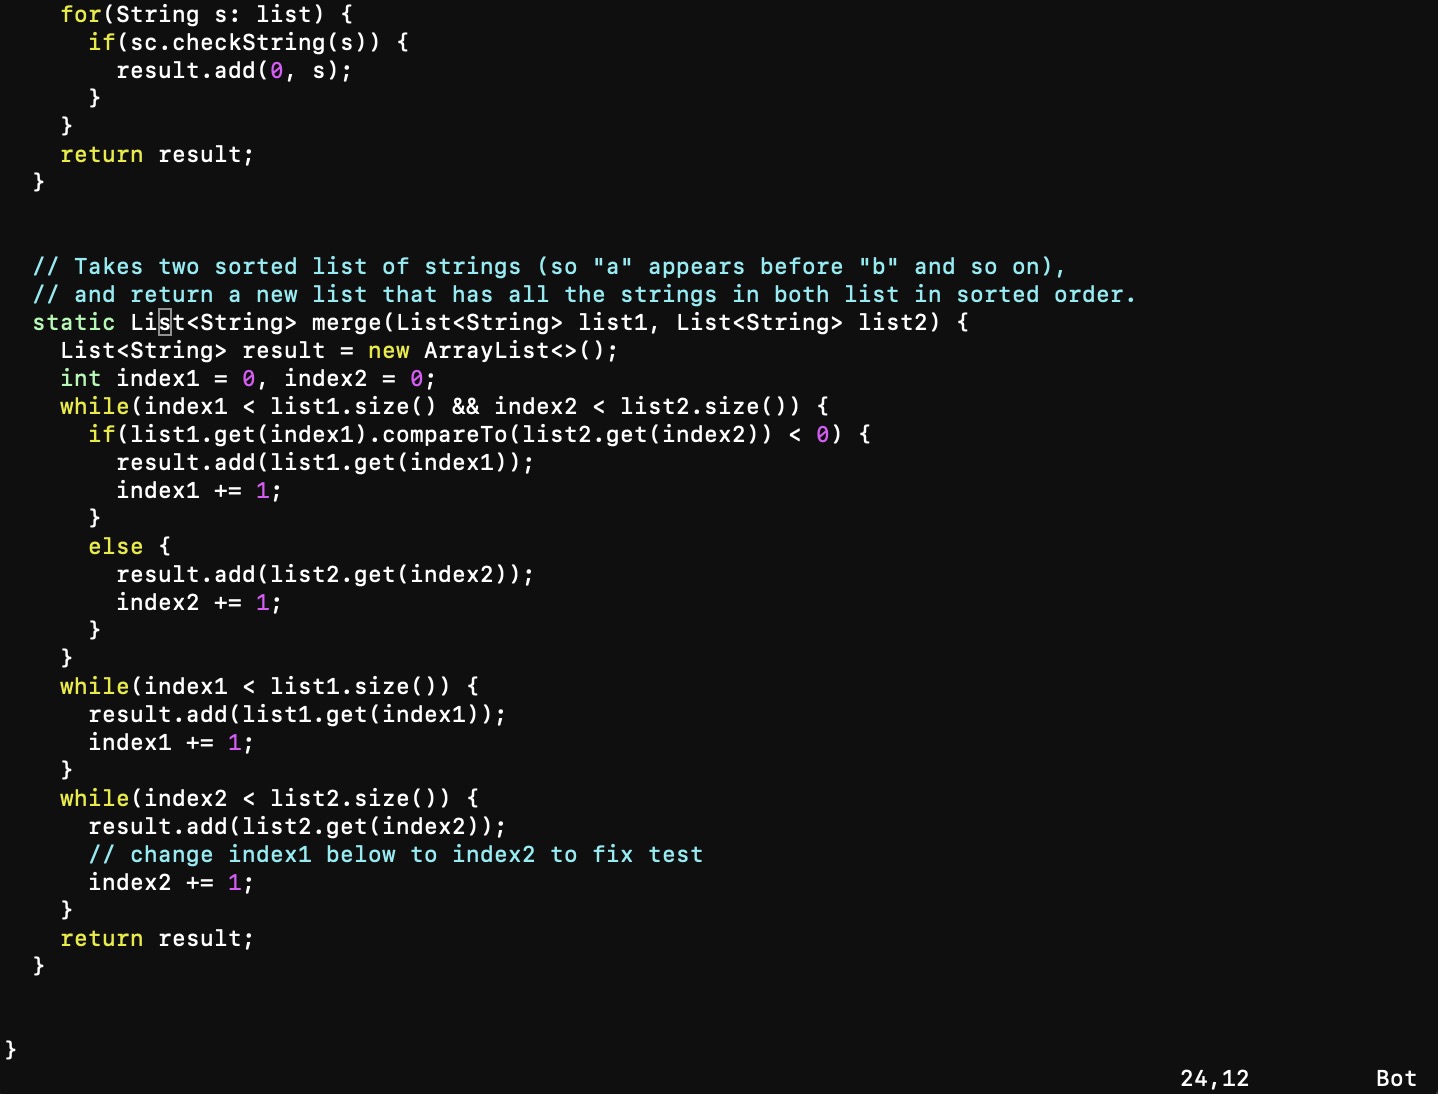 for(String s: list) {
      if(sc.checkString(s)) {
        result.add(0, s);
      }
    }
    return result;
  }


  // Takes two sorted list of strings (so "a" appears before "b" and so on),
  // and return a new list that has all the strings in both list in sorted order.
  static List<String> merge(List<String> list1, List<String> list2) {
    List<String> result = new ArrayList<>();
    int index1 = 0, index2 = 0;
    while(index1 < list1.size() && index2 < list2.size()) {
      if(list1.get(index1).compareTo(list2.get(index2)) < 0) {
        result.add(list1.get(index1));
        index1 += 1;
      }
      else {
        result.add(list2.get(index2));
        index2 += 1;
      }
    }
    while(index1 < list1.size()) {
      result.add(list1.get(index1));
      index1 += 1;
    }
    while(index2 < list2.size()) {
      result.add(list2.get(index2));
      // change index1 below to index2 to fix test
      index2 += 1;
    }
    return result;
  }


}
24,12 Bot